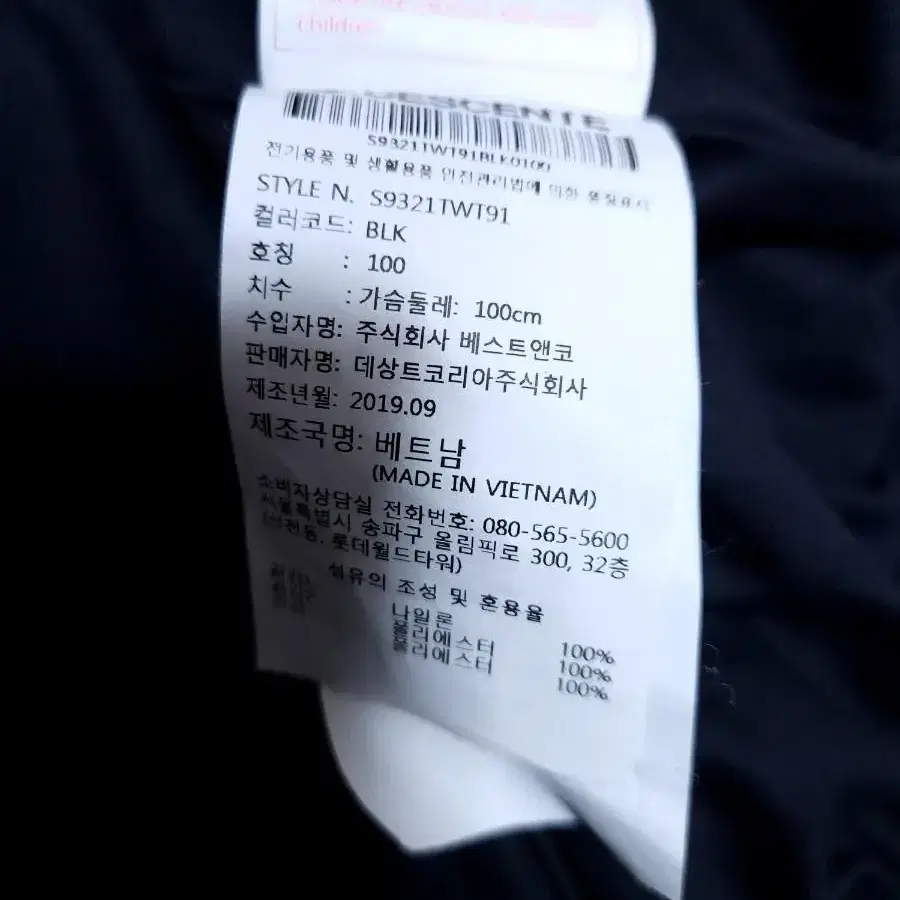 children
DESCENTE
S9321TWT91BLK0100
전기용품 및 생활용품 안전관리법에 의한 품질표시
STYLE N. S9321TWT91
컬러코드: BLK
호칭 : 100
치수 : 가슴둘레: 100cm
수입자명: 주식회사 베스트앤코
판매자명: 데상트코리아주식회사
제조년월: 2019.09
제조국명: 베트남
(MADE IN VIETNAM)
소비자상담실 전화번호: 080-565-5600
서울특별시 송파구 올림픽로 300, 32층
(신천동, 롯데월드타워)
섬유의 조성 및 혼용율
나일론 100%
폴리에스터 100%
폴리에스터 100%